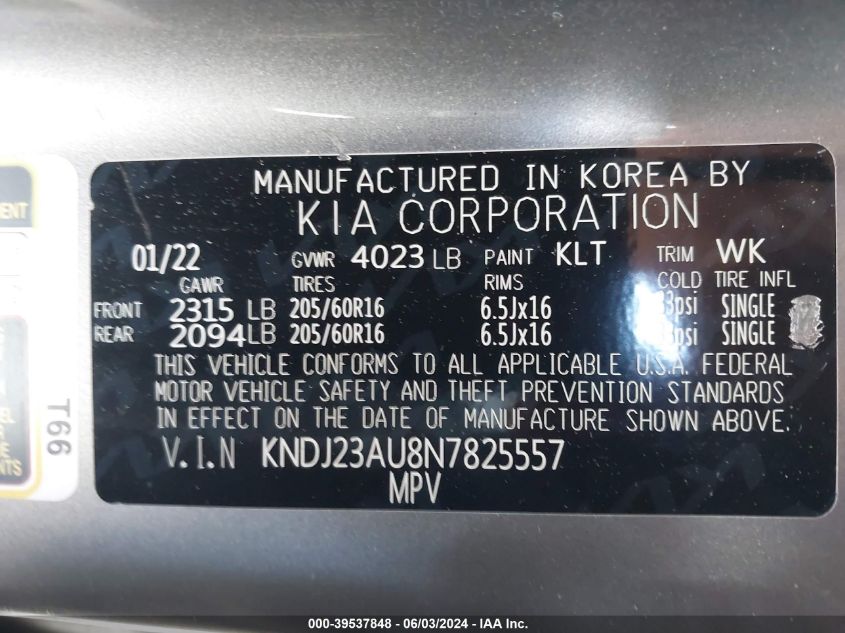 MANUFACTURED IN KOREA BY
KIA CORPORATION
01/22 GVWR 4023 LB PAINT KLT TRIM WK
GAWR TIRES RIMS COLD TIRE INFL
FRONT 2315 LB 205/60R16 6.5Jx16 psi SINGLE
REAR 2094 LB 205/60R16 6.5Jx16 psi SINGLE
THIS VEHICLE CONFORMS TO ALL APPLICABLE U.S.A. FEDERAL
MOTOR VEHICLE SAFETY AND THEFT PREVENTION STANDARDS
IN EFFECT ON THE DATE OF MANUFACTURE SHOWN ABOVE.
V.I.N KNDJ23AU8N7825557
MPV
T66
000-39537848 - 06/03/2024 - IAA Inc.